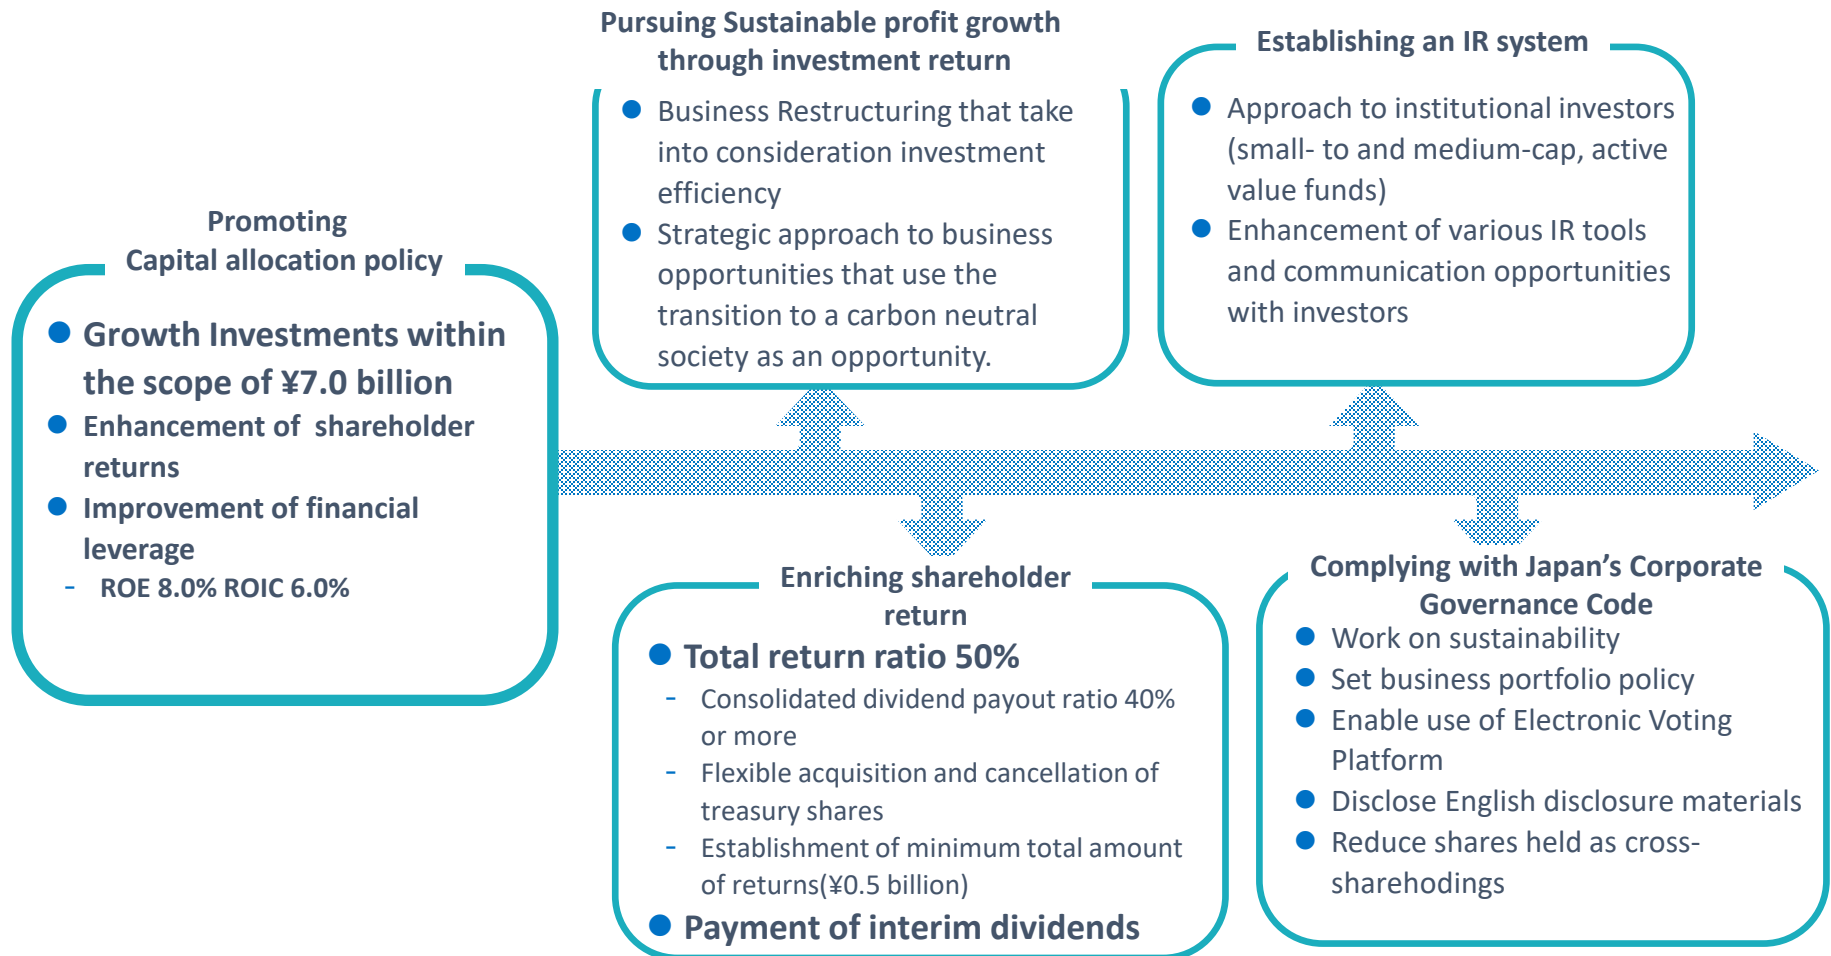 Promoting
Capital allocation policy
● Growth Investments within
the scope of ¥7.0 billion
● Enhancement of shareholder
returns
● Improvement of financial
leverage
- ROE 8.0% ROIC 6.0%
Pursuing Sustainable profit growth
through investment return
● Business Restructuring that take
into consideration investment
efficiency
● Strategic approach to business
opportunities that use the
transition to a carbon neutral
society as an opportunity.
Establishing an IR system
● Approach to institutional investors
(small- to and medium-cap, active
value funds)
● Enhancement of various IR tools
and communication opportunities
with investors
Enriching shareholder
return
● Total return ratio 50%
- Consolidated dividend payout ratio 40%
or more
- Flexible acquisition and cancellation of
treasury shares
- Establishment of minimum total amount
of returns(¥0.5 billion)
● Payment of interim dividends
Complying with Japan's Corporate
Governance Code
● Work on sustainability
● Set business portfolio policy
● Enable use of Electronic Voting
Platform
● Disclose English disclosure materials
● Reduce shares held as cross-
sharehodings